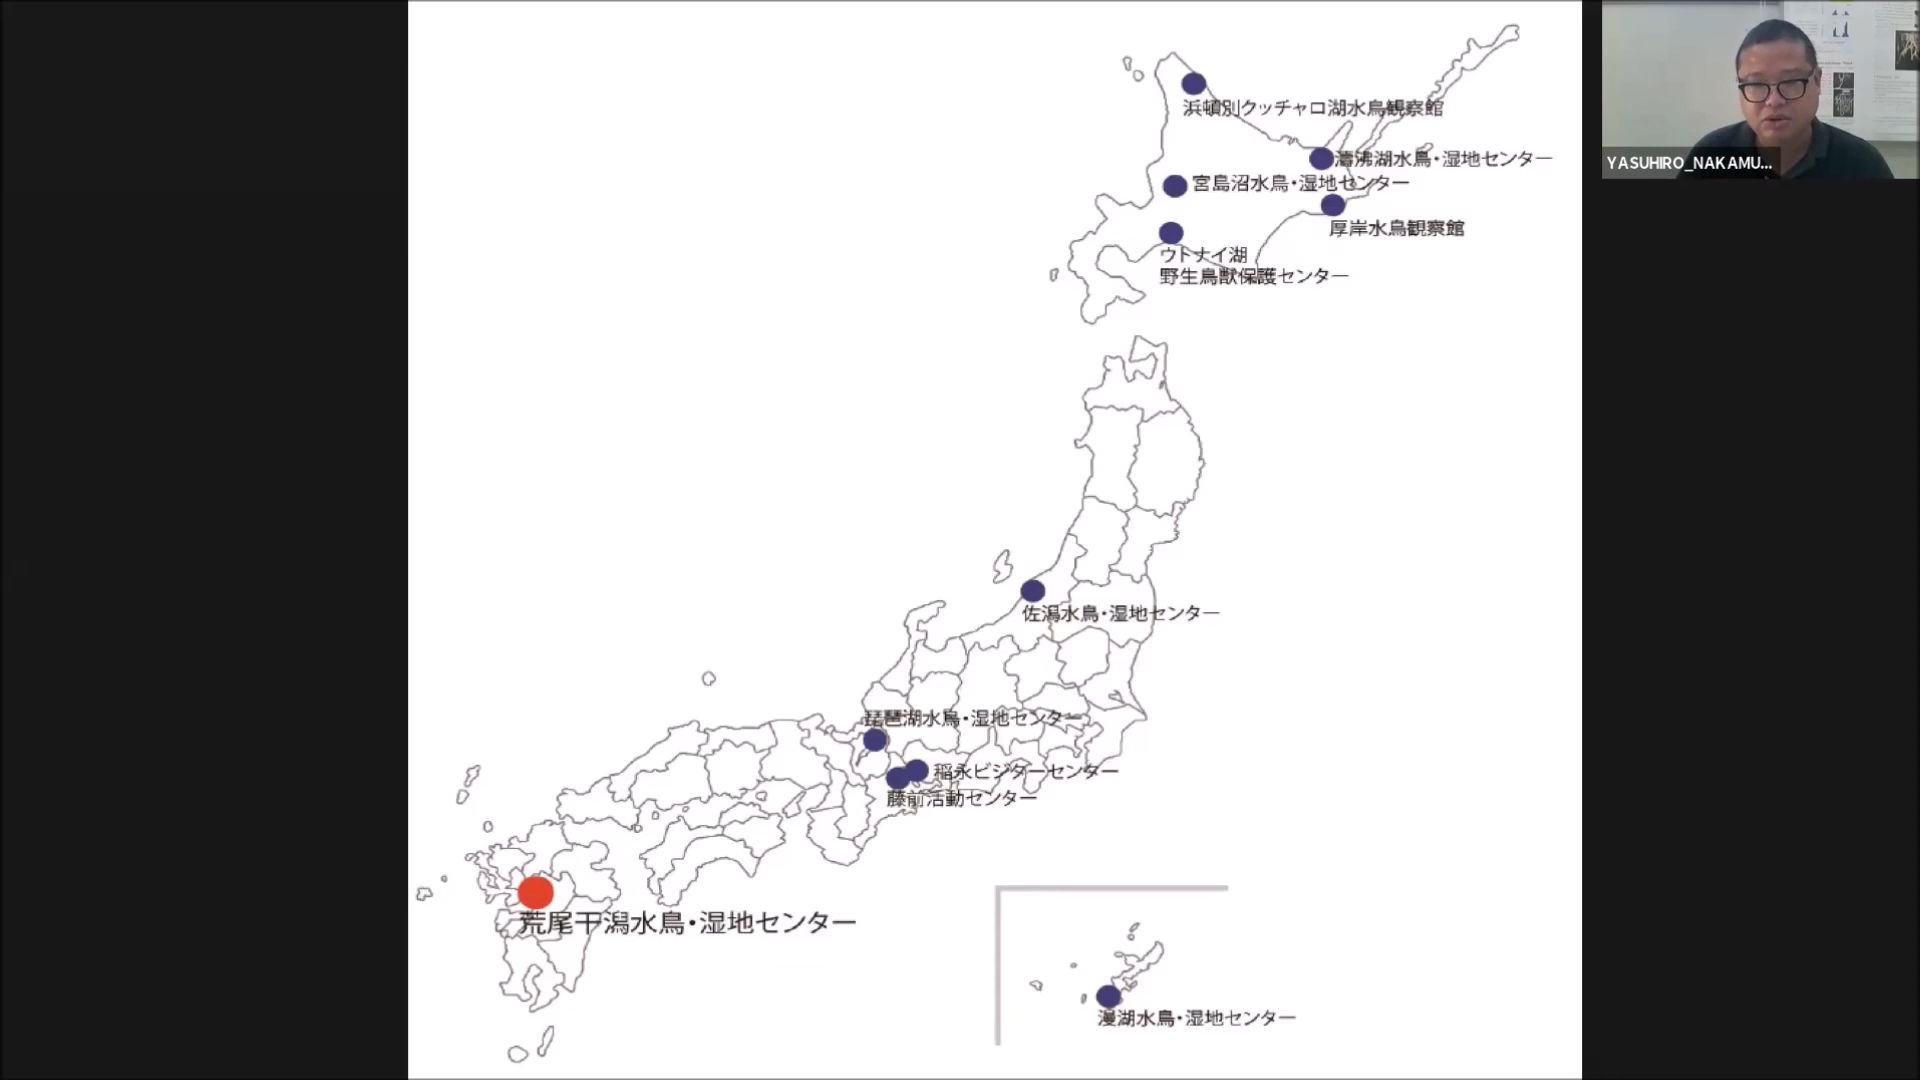 浜頓別クッチャロ湖水鳥観察館
濤沸湖水鳥・湿地センター
宮島沼水鳥・湿地センター
厚岸水鳥観察館
ウトナイ湖
野生鳥獣保護センター
佐潟水鳥・湿地センター
琵琶湖水鳥・湿地センター
稲永ビジターセンター
藤前活動センター
荒尾干潟水鳥・湿地センター
漫湖水鳥・湿地センター
YASUHIRO_NAKAMU...